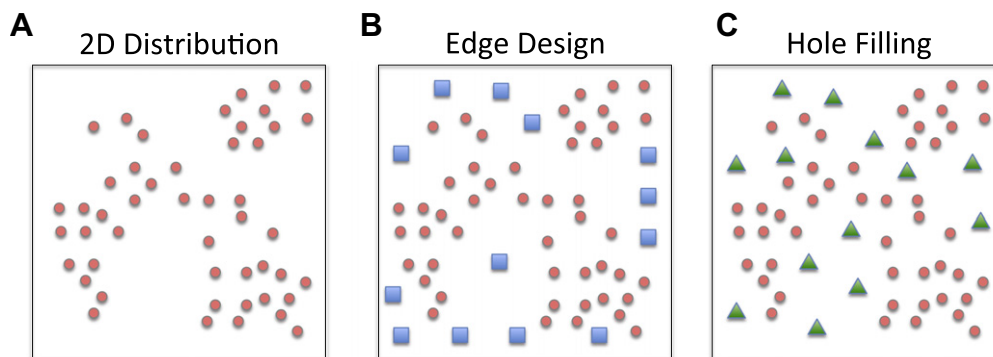 A
2D Distribution
B
Edge Design
C
Hole Filling